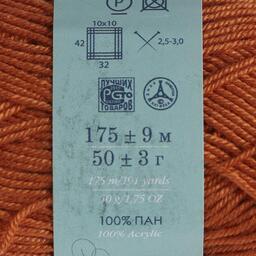 P
10x10
42
2,5-3,0
32
ЛУЧШИХ
PGто
ТОВАРОВ
175 ± 9 м
50 ± 3 г
175 m/191 yards
50 g/1,75 OZ
100% ПАН
100% Acrylic